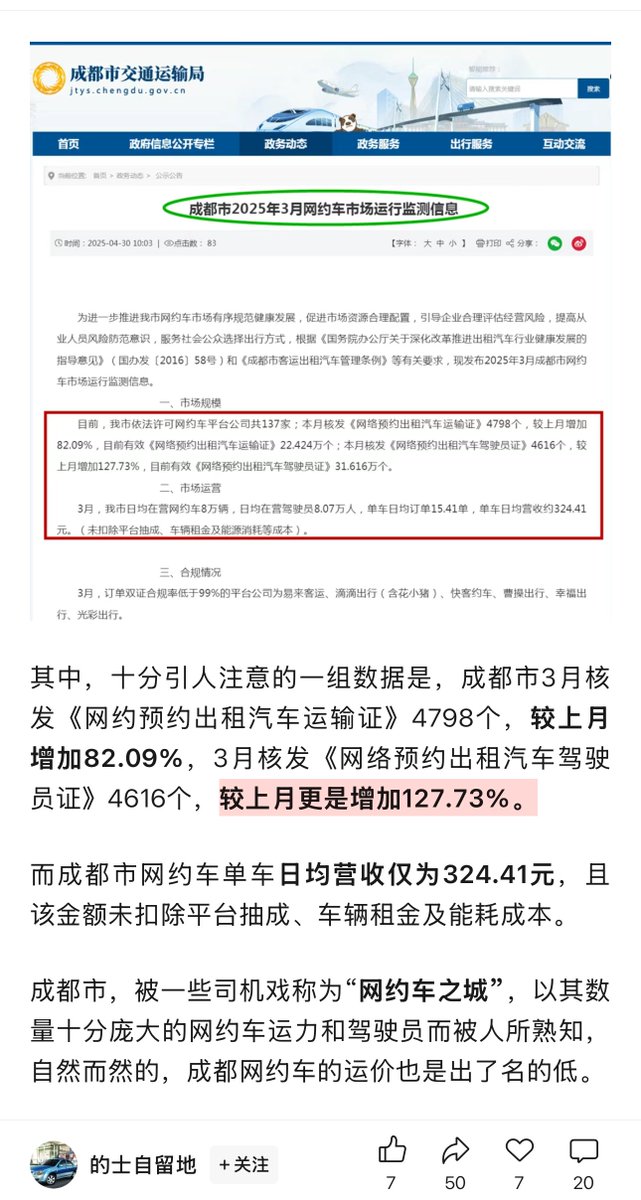 成都市交通运输局
jtys.chengdu.gov.cn
智能推荐：
请输入搜索关键词
搜索
首页 政府信息公开专栏 政务动态 政务服务 出行服务 互动交流
当前位置： 首页 > 政务动态 > 公示公告
成都市2025年3月网约车市场运行监测信息
时间：2025-04-30 10:03 | 点击数： 83 【字体： 大 中 小 】 打印 分享：
为进一步推进我市网约车市场有序规范健康发展，促进市场资源合理配置，引导企业合理评估经营风险，提高从
业人员风险防范意识，服务社会公众选择出行方式，根据《国务院办公厅关于深化改革推进出租汽车行业健康发展的
指导意见》（国办发〔2016〕58号）和《成都市客运出租汽车管理条例》等有关要求，现发布2025年3月成都市网约
车市场运行监测信息。
一、市场规模
目前，我市依法许可网约车平台公司共137家；本月核发《网络预约出租汽车运输证》4798个，较上月增加
82.09%，目前有效《网络预约出租汽车运输证》22.424万个；本月核发《网络预约出租汽车驾驶员证》4616个，较
上月增加127.73%，目前有效《网络预约出租汽车驾驶员证》31.616万个。
二、市场运营
3月，我市日均在营网约车8万辆，日均在营驾驶员8.07万人，单车日均订单15.41单，单车日均营收约324.41
元。（未扣除平台抽成、车辆租金及能源消耗等成本）。
三、合规情况
3月，订单双证合规率低于99%的平台公司为易来客运、滴滴出行（含花小猪）、快客约车、曹操出行、幸福出
行、光彩出行。
其中，十分引人注意的一组数据是，成都市3月核
发《网约预约出租汽车运输证》4798个，较上月
增加82.09%，3月核发《网络预约出租汽车驾驶
员证》4616个，较上月更是增加127.73%。
而成都市网约车单车日均营收仅为324.41元，且
该金额未扣除平台抽成、车辆租金及能耗成本。
成都市，被一些司机戏称为“网约车之城”，以其数
量十分庞大的网约车运力和驾驶员而被人所熟知，
自然而然的，成都网约车的运价也是出了名的低。
的士自留地 +关注
7 50 7 20